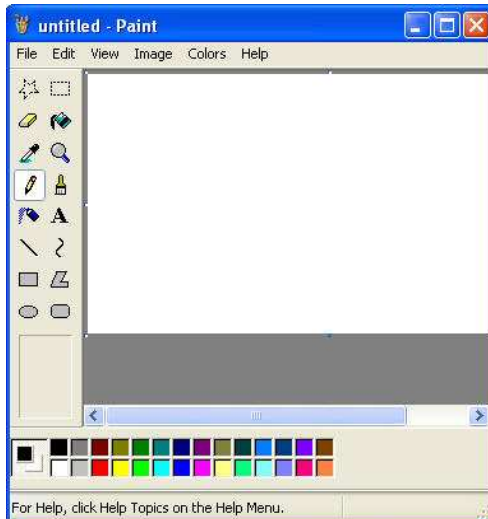 untitled - Paint
File Edit View Image Colors Help
A
For Help, click Help Topics on the Help Menu.